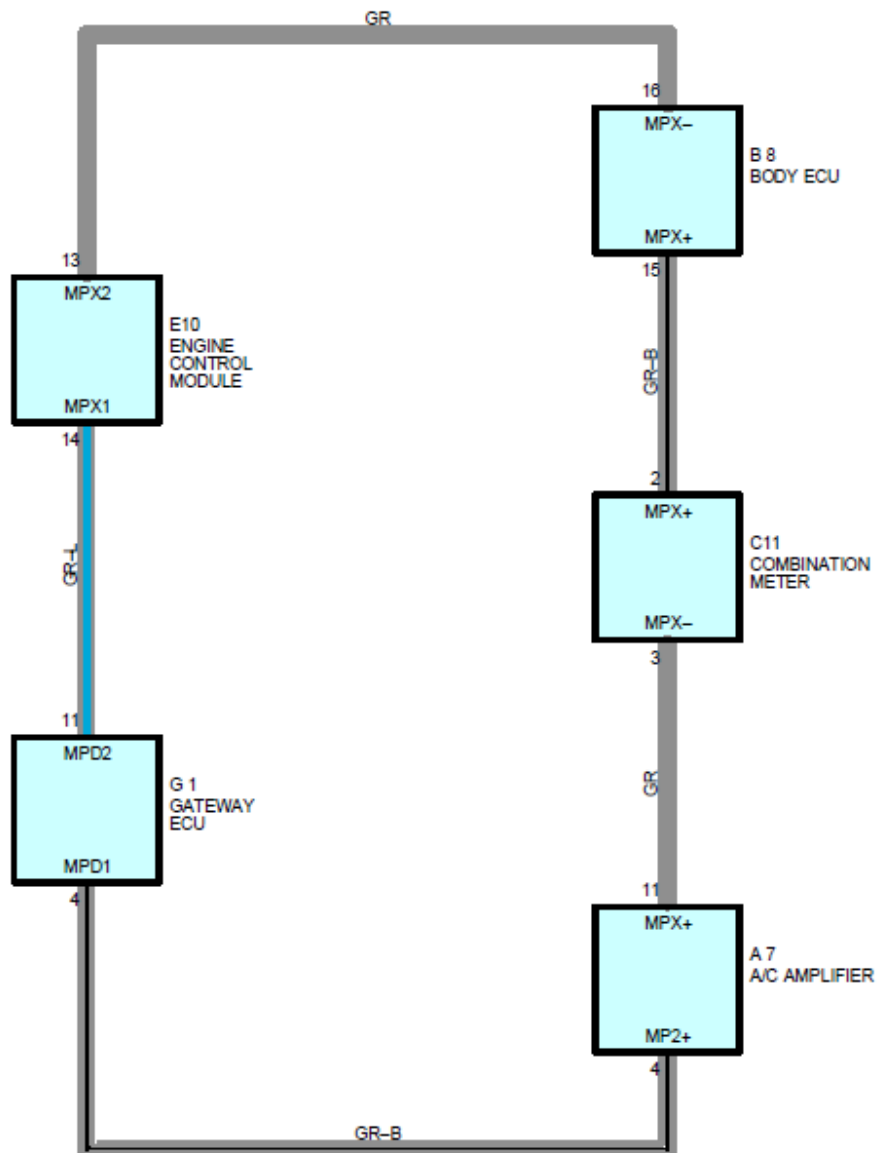 GR
16
MPX–
B 8
BODY ECU
MPX+
15
13
MPX2
E10
ENGINE
CONTROL
MODULE
MPX1
14
GR–B
2
MPX+
C11
COMBINATION
METER
MPX–
3
GR–L
11
MPD2
G 1
GATEWAY
ECU
MPD1
4
GR
11
MPX+
A 7
A/C AMPLIFIER
MP2+
4
GR–B